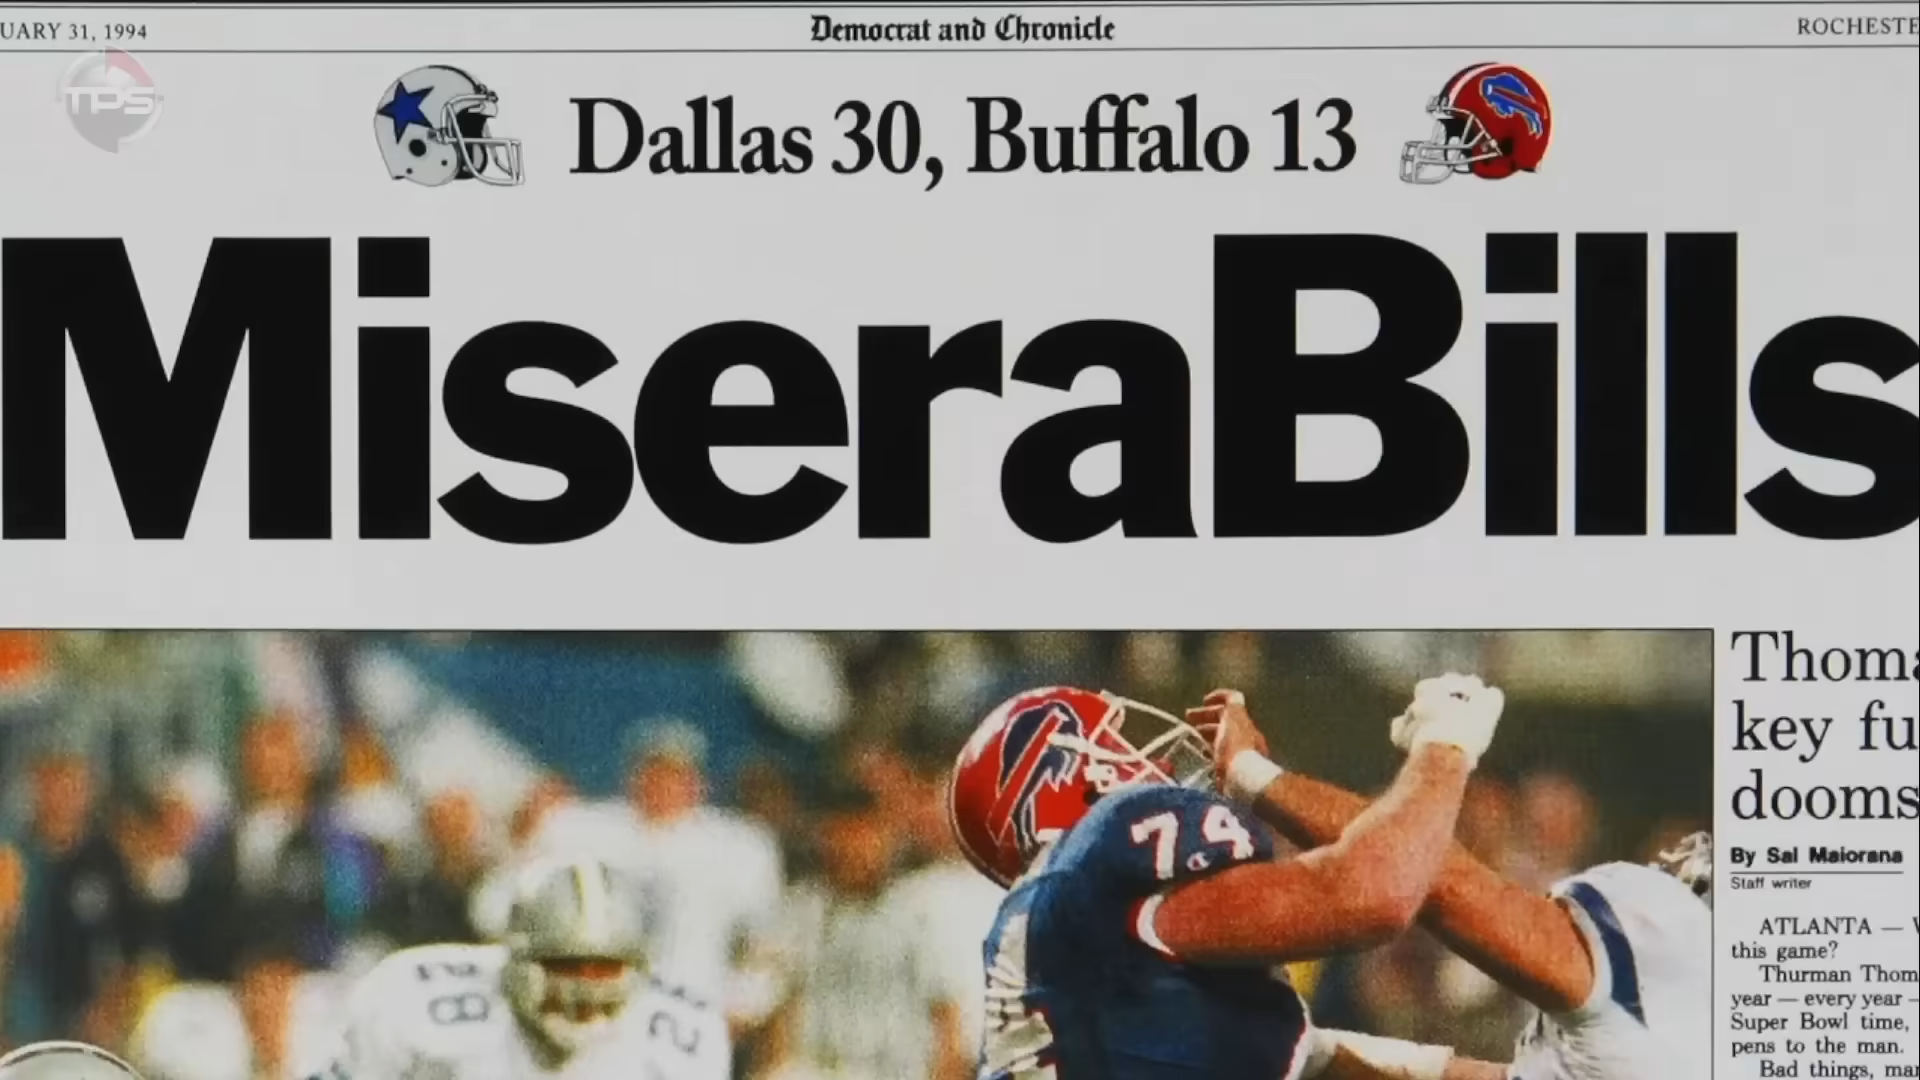 UARY 31, 1994
Democrat and Chronicle
ROCHESTE
TPS
Dallas 30, Buffalo 13
MiseraBills
Thoma
key fu
dooms
By Sal Maiorana
Staff writer
ATLANTA —
this game?
Thurman Thom
year — every year –
Super Bowl time,
pens to the man.
Bad things, mar
74
82